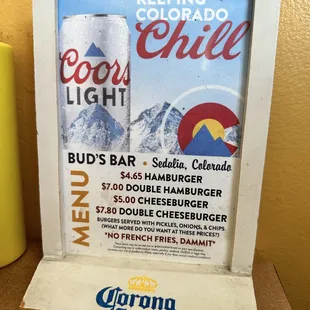 KEEPING
COLORADO
Chill
Coors
LIGHT
BUD'S BAR • Sedalia, Colorado
MENU
$4.65 HAMBURGER
$7.00 DOUBLE HAMBURGER
$5.00 CHEESEBURGER
$7.80 DOUBLE CHEESEBURGER
BURGERS SERVED WITH PICKLES, ONIONS, & CHIPS
(WHAT MORE DO YOU WANT AT THESE PRICES?)
*NO FRENCH FRIES, DAMMIT*
Corona